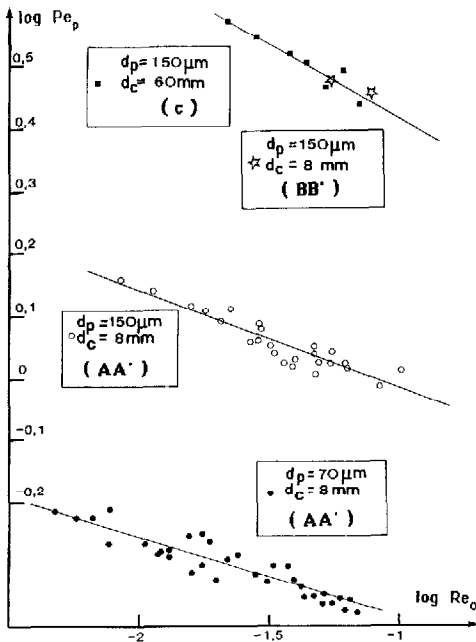 log Pe_p
0,5
0,4
0,3
0,2
0,1
0
-0,1
-0,2
d_p=150µm
■ d_c= 60mm
(c)
d_p=150µm
☆ d_c= 8 mm
(BB')
d_p=150µm
○ d_c= 8mm
(AA')
d_p= 70µm
● d_c= 8mm
(AA')
log Re_o
-2
-1,5
-1